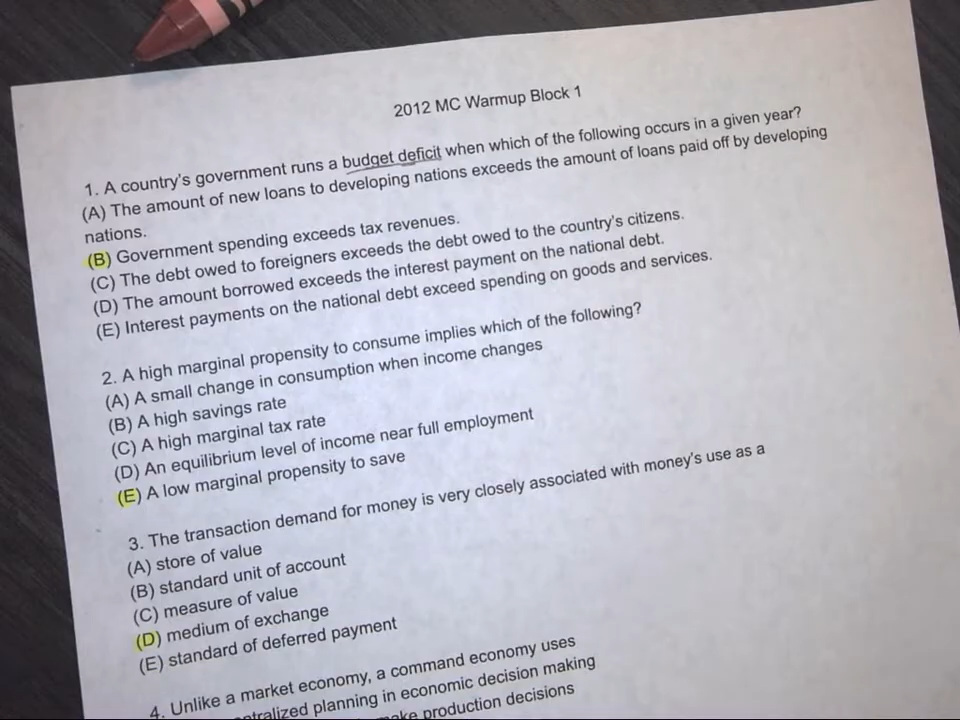 2012 MC Warmup Block 1
1. A country's government runs a budget deficit when which of the following occurs in a given year?
(A) The amount of new loans to developing nations exceeds the amount of loans paid off by developing
nations.
(B) Government spending exceeds tax revenues.
(C) The debt owed to foreigners exceeds the debt owed to the country's citizens.
(D) The amount borrowed exceeds the interest payment on the national debt.
(E) Interest payments on the national debt exceed spending on goods and services.
2. A high marginal propensity to consume implies which of the following?
(A) A small change in consumption when income changes
(B) A high savings rate
(C) A high marginal tax rate
(D) An equilibrium level of income near full employment
(E) A low marginal propensity to save
3. The transaction demand for money is very closely associated with money's use as a
(A) store of value
(B) standard unit of account
(C) measure of value
(D) medium of exchange
(E) standard of deferred payment
4. Unlike a market economy, a command economy uses
planning in economic decision making
production decisions